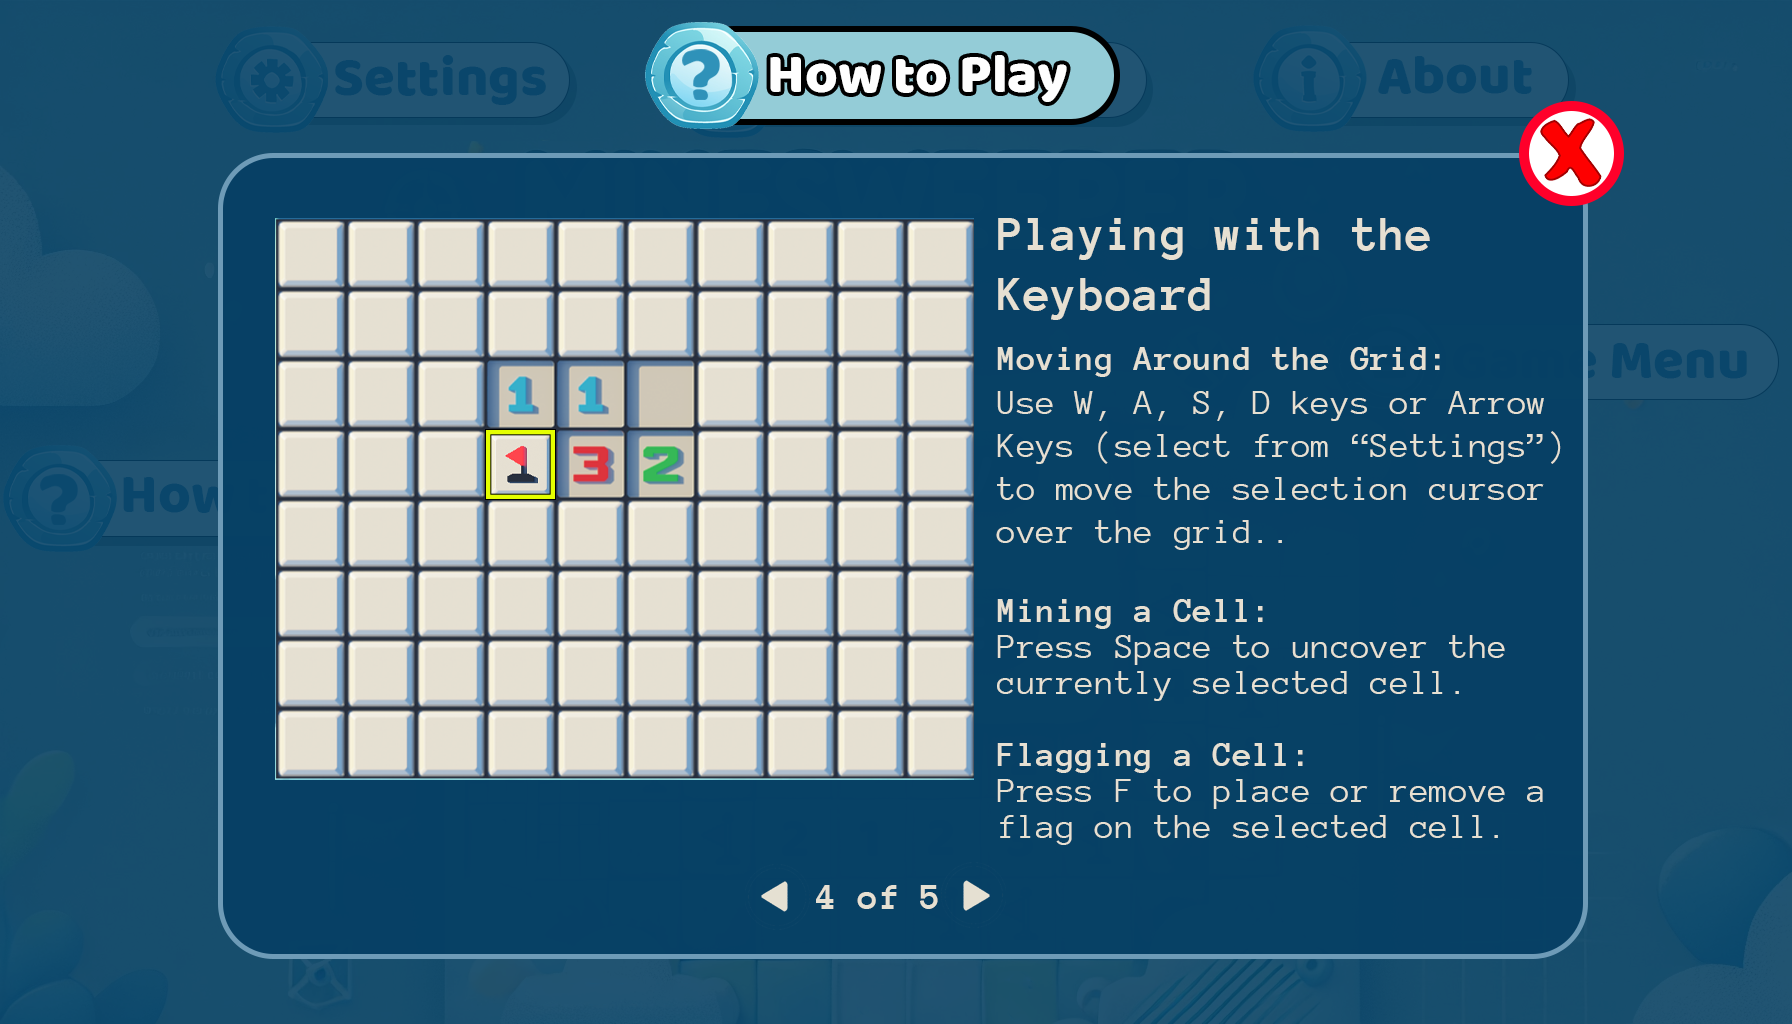 Settings
How to Play
About
Playing with the
Keyboard
Moving Around the Grid:
Use W, A, S, D keys or Arrow
Keys (select from “Settings”)
to move the selection cursor
over the grid..
Mining a Cell:
Press Space to uncover the
currently selected cell.
Flagging a Cell:
Press F to place or remove a
flag on the selected cell.
1 1
3 2
Menu
How
4 of 5